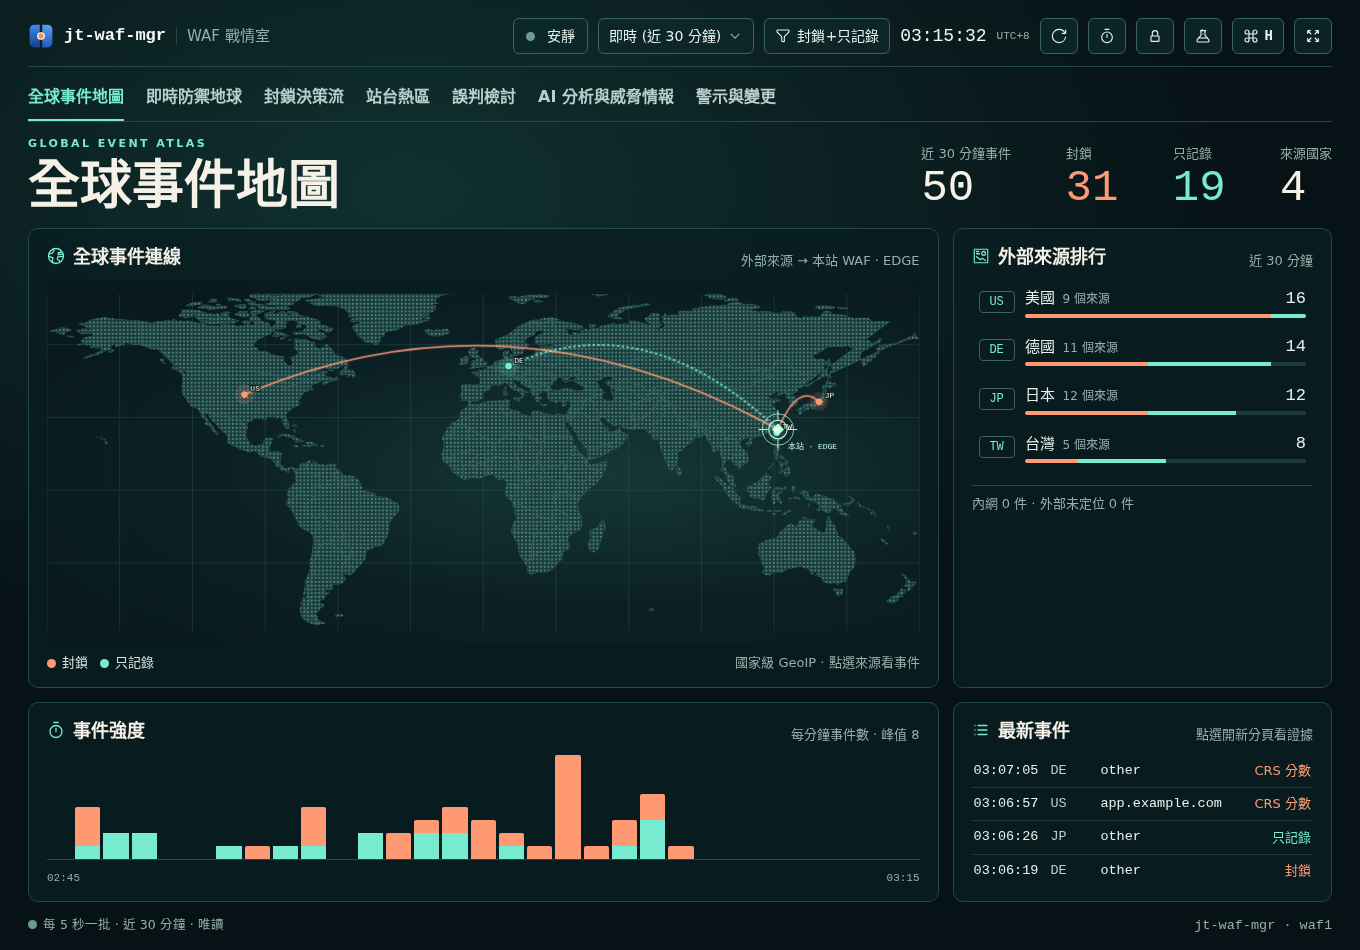 jt-waf-mgr WAF 戰情室 安靜 即時 (近 30 分鐘) 封鎖+只記錄 03:15:32 UTC+8 ⌘ H
全球事件地圖 即時防禦地球 封鎖決策流 站台熱區 誤判檢討 AI 分析與威脅情報 警示與變更
GLOBAL EVENT ATLAS
全球事件地圖
近 30 分鐘事件 封鎖 只記錄 來源國家
50 31 19 4
全球事件連線 外部來源 → 本站 WAF · EDGE
US
DE
JP
本站 · EDGE
封鎖 只記錄 國家級 GeoIP · 點選來源看事件
外部來源排行 近 30 分鐘
US 美國 9 個來源 16
DE 德國 11 個來源 14
JP 日本 12 個來源 12
TW 台灣 5 個來源 8
內網 0 件 · 外部未定位 0 件
事件強度 每分鐘事件數 · 峰值 8
02:45 03:15
最新事件 點選開新分頁看證據
03:07:05 DE other CRS 分數
03:06:57 US app.example.com CRS 分數
03:06:26 JP other 只記錄
03:06:19 DE other 封鎖
每 5 秒一批 · 近 30 分鐘 · 唯讀 jt-waf-mgr · waf1